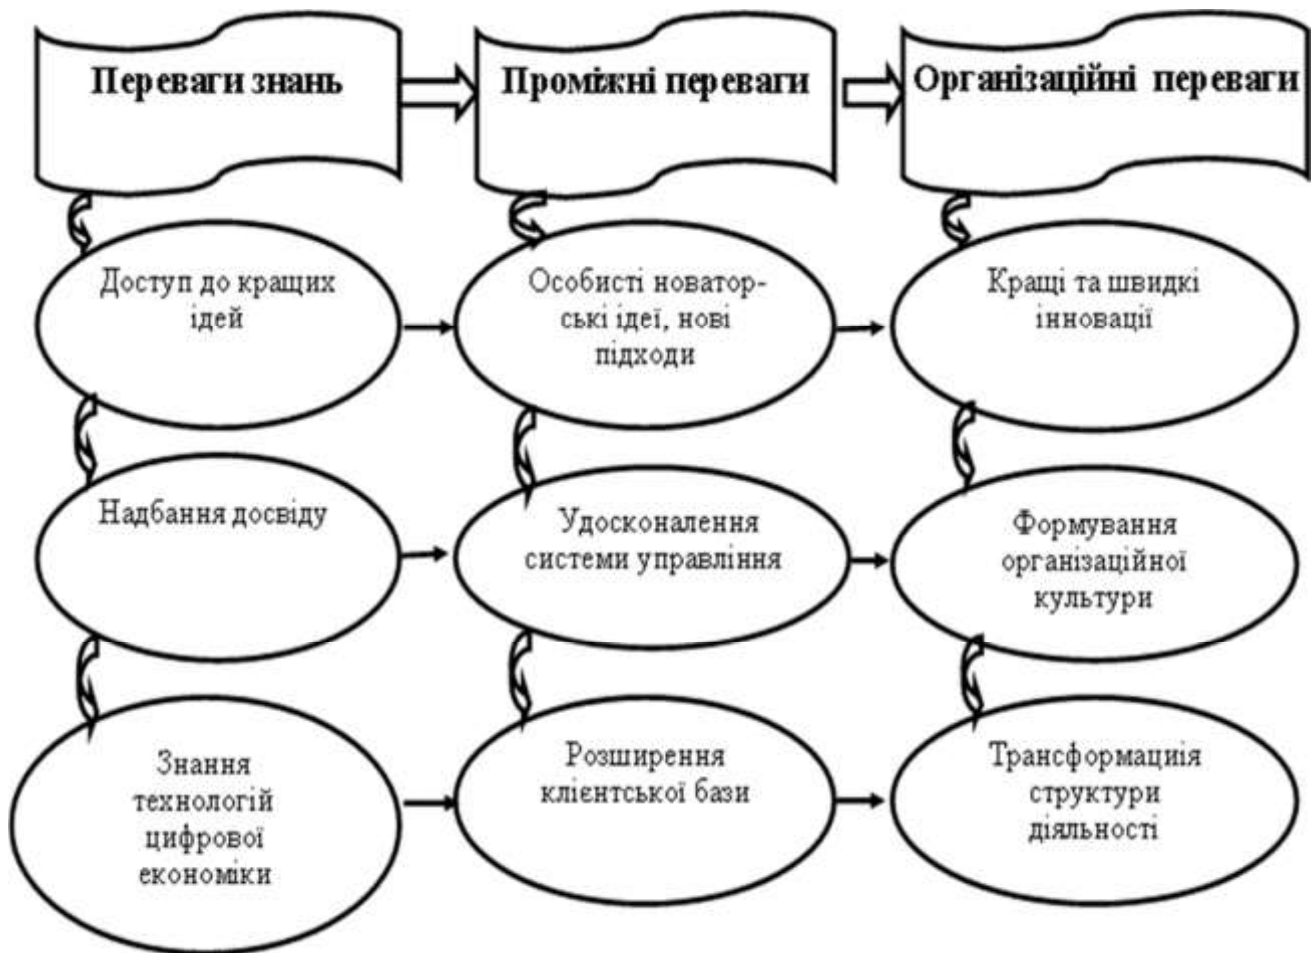 Переваги знань
Проміжні переваги
Організаційні переваги
Доступ до кращих
ідей
Особисті новатор-
ські ідеї, нові
підходи
Кращі та швидкі
інновації
Надбання досвіду
Удосконалення
системи управління
Формування
організаційної
культури
Знання
технологій
цифрової
економіки
Розширення
клієнтської бази
Трансформациія
структури
діяльності